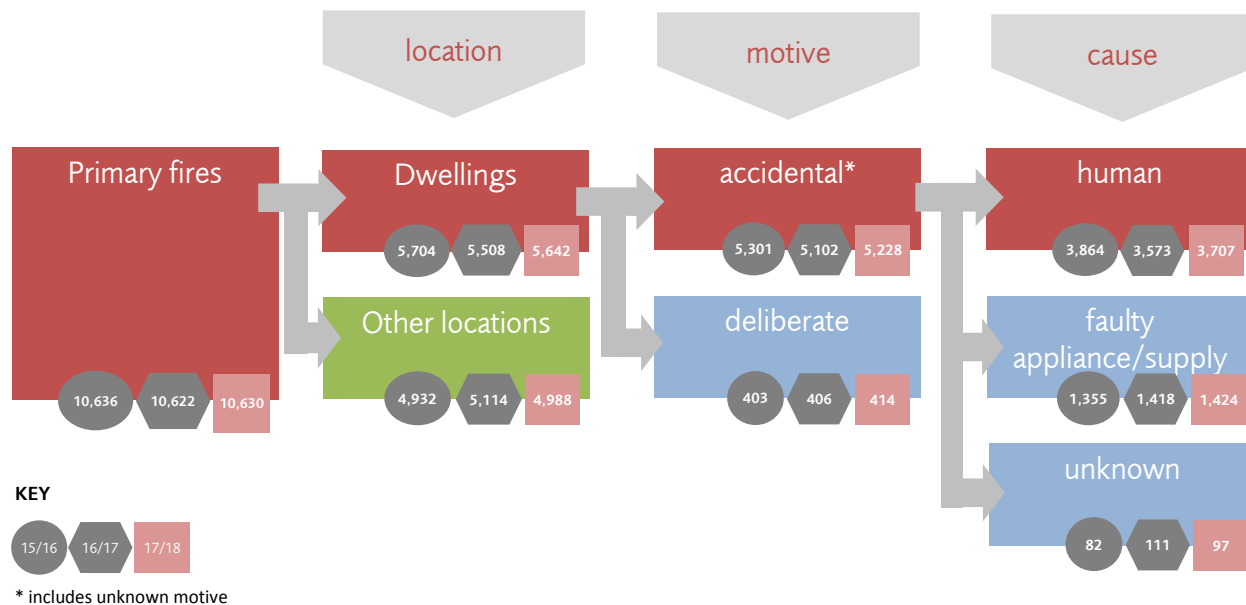 location
motive
cause
Primary fires
10,636 10,622 10,630
Dwellings
5,704 5,508 5,642
accidental*
5,301 5,102 5,228
human
3,864 3,573 3,707
Other locations
4,932 5,114 4,988
deliberate
403 406 414
faulty
appliance/supply
1,355 1,418 1,424
unknown
82 111 97
KEY
15/16 16/17 17/18
* includes unknown motive